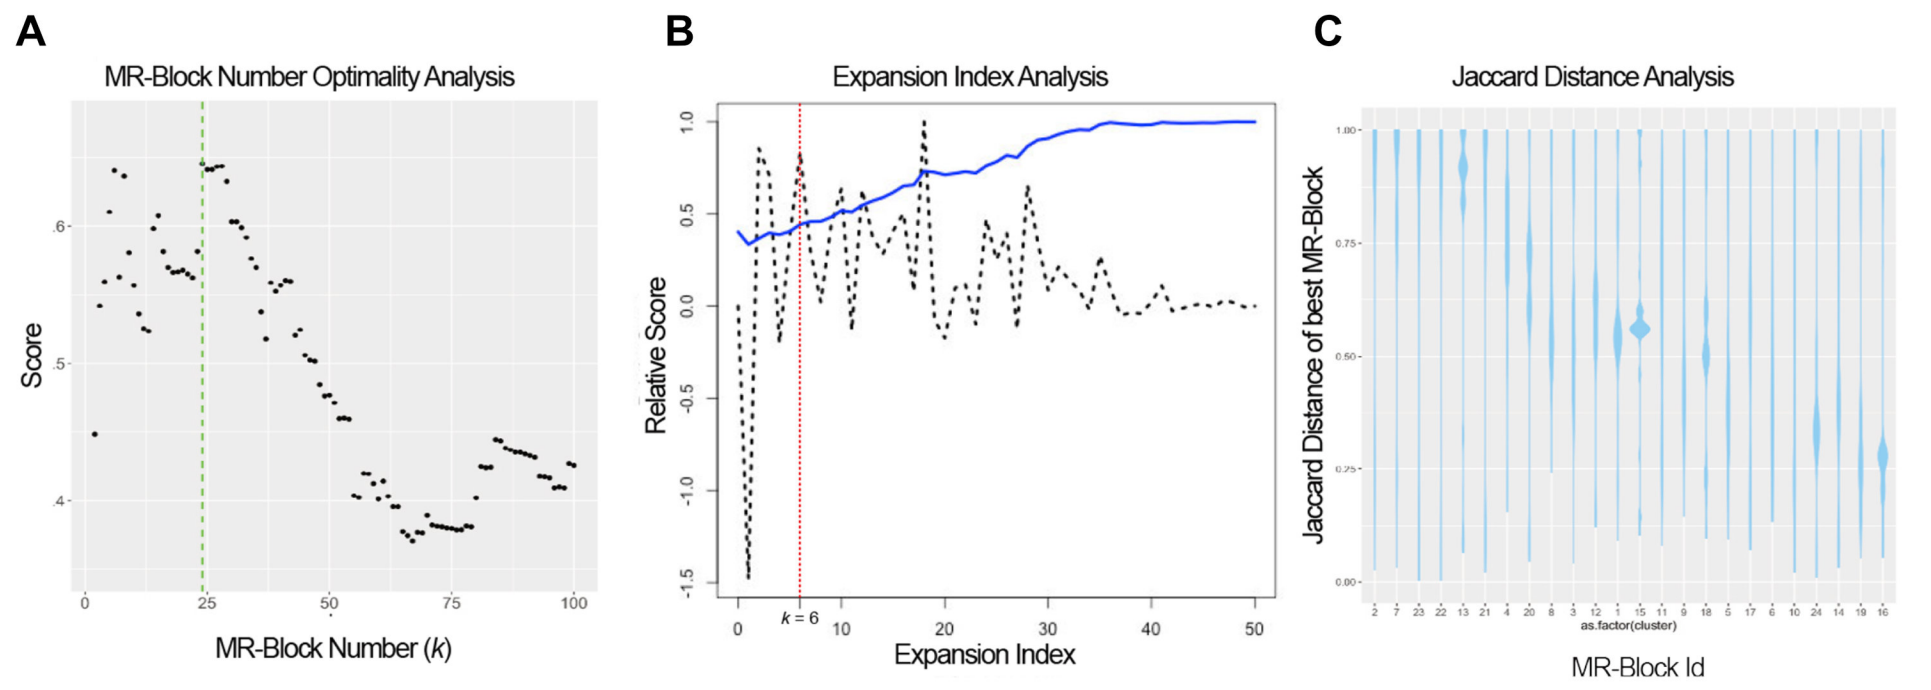 A
B
C
MR-Block Number Optimality Analysis
.6
.5
.4
Score
0
25
50
75
100
MR-Block Number (k)
Expansion Index Analysis
1.0
0.5
0.0
-0.5
-1.0
-1.5
Relative Score
k = 6
0
10
20
30
40
50
Expansion Index
Jaccard Distance Analysis
1.00
0.75
0.50
0.25
0.00
Jaccard Distance of best MR-Block
2 7 23 22 13 21 4 20 8 3 12 1 15 11 9 18 5 17 6 10 24 14 19 16
as.factor(cluster)
MR-Block Id